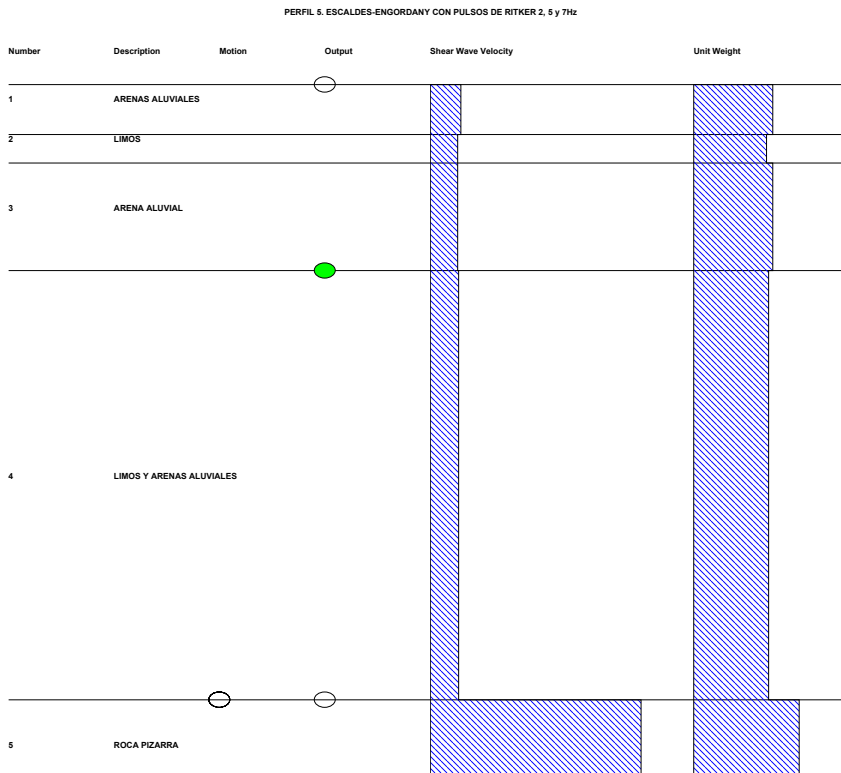 PERFIL 5. ESCALDES-ENGORDANY CON PULSOS DE RITKER 2, 5 y 7Hz
Number Description Motion Output Shear Wave Velocity Unit Weight
1 ARENAS ALUVIALES
2 LIMOS
3 ARENA ALUVIAL
4 LIMOS Y ARENAS ALUVIALES
5 ROCA PIZARRA